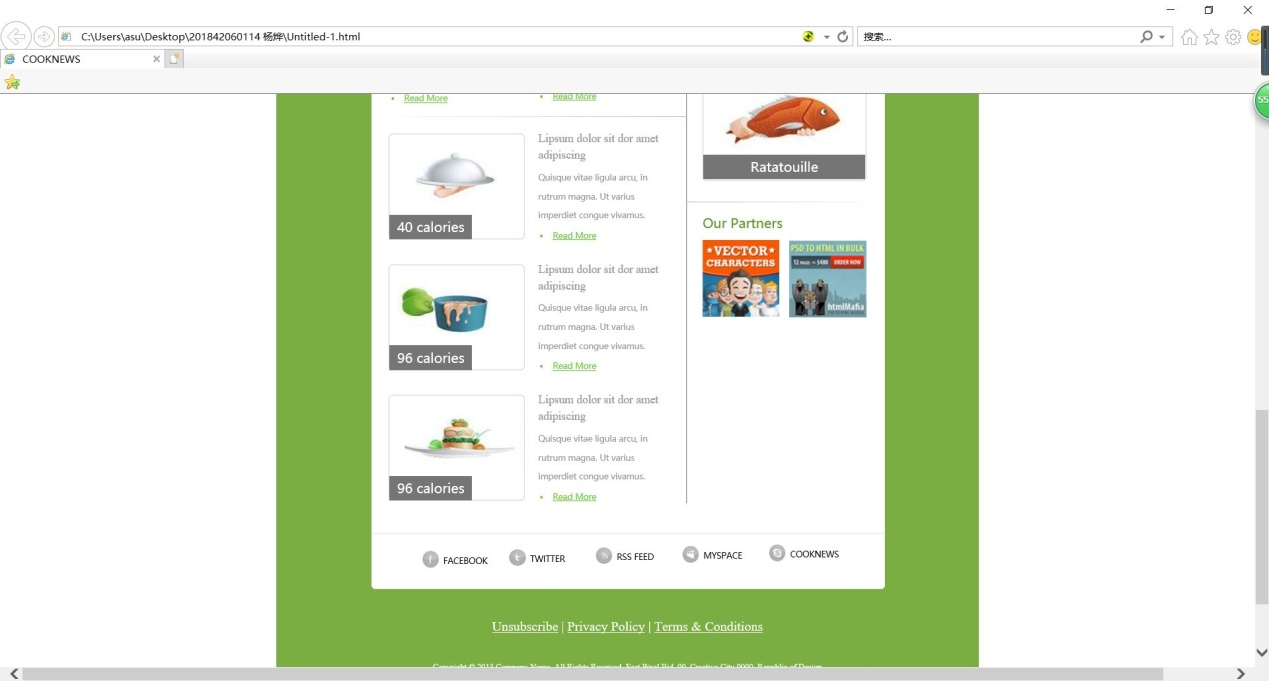 C:\Users\asu\Desktop\201842060114 杨烨\Untitled-1.html
搜索...
COOKNEWS
55
Read More
Read More
Ratatouille
Lipsum dolor sit dor amet
adipiscing
Quisque vitae ligula arcu, in
rutrum magna. Ut varius
imperdiet congue vivamus.
Read More
40 calories
Our Partners
★VECTOR★
CHARACTERS
PSD TO HTML IN BULK
12 PAGES = $480 ORDER NOW
htmlMafia
Lipsum dolor sit dor amet
adipiscing
Quisque vitae ligula arcu, in
rutrum magna. Ut varius
imperdiet congue vivamus.
Read More
96 calories
Lipsum dolor sit dor amet
adipiscing
Quisque vitae ligula arcu, in
rutrum magna. Ut varius
imperdiet congue vivamus.
Read More
96 calories
FACEBOOK TWITTER RSS FEED MYSPACE COOKNEWS
Unsubscribe | Privacy Policy | Terms & Conditions